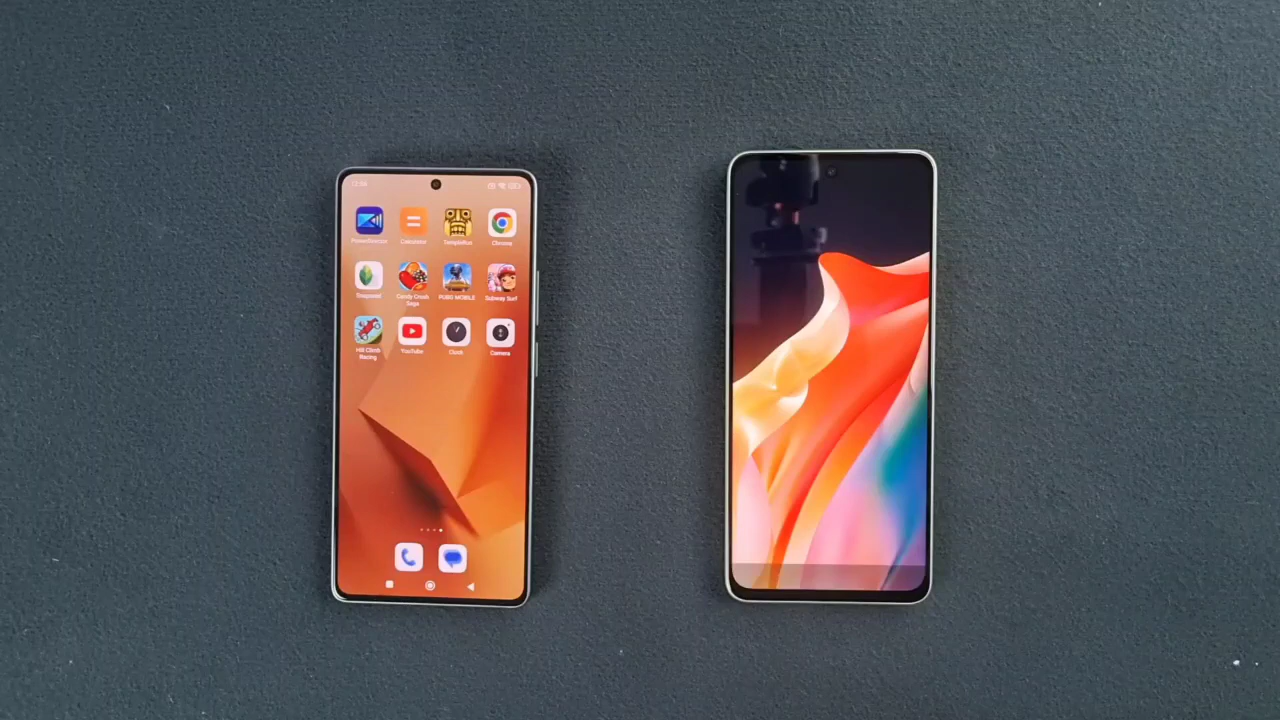 PowerDirector
Calculator
TempleRun
Chrome
Snapseed
Candy Crush
Saga
PUBG MOBILE
Subway Surf
Hill Climb
Racing
YouTube
Clock
Camera